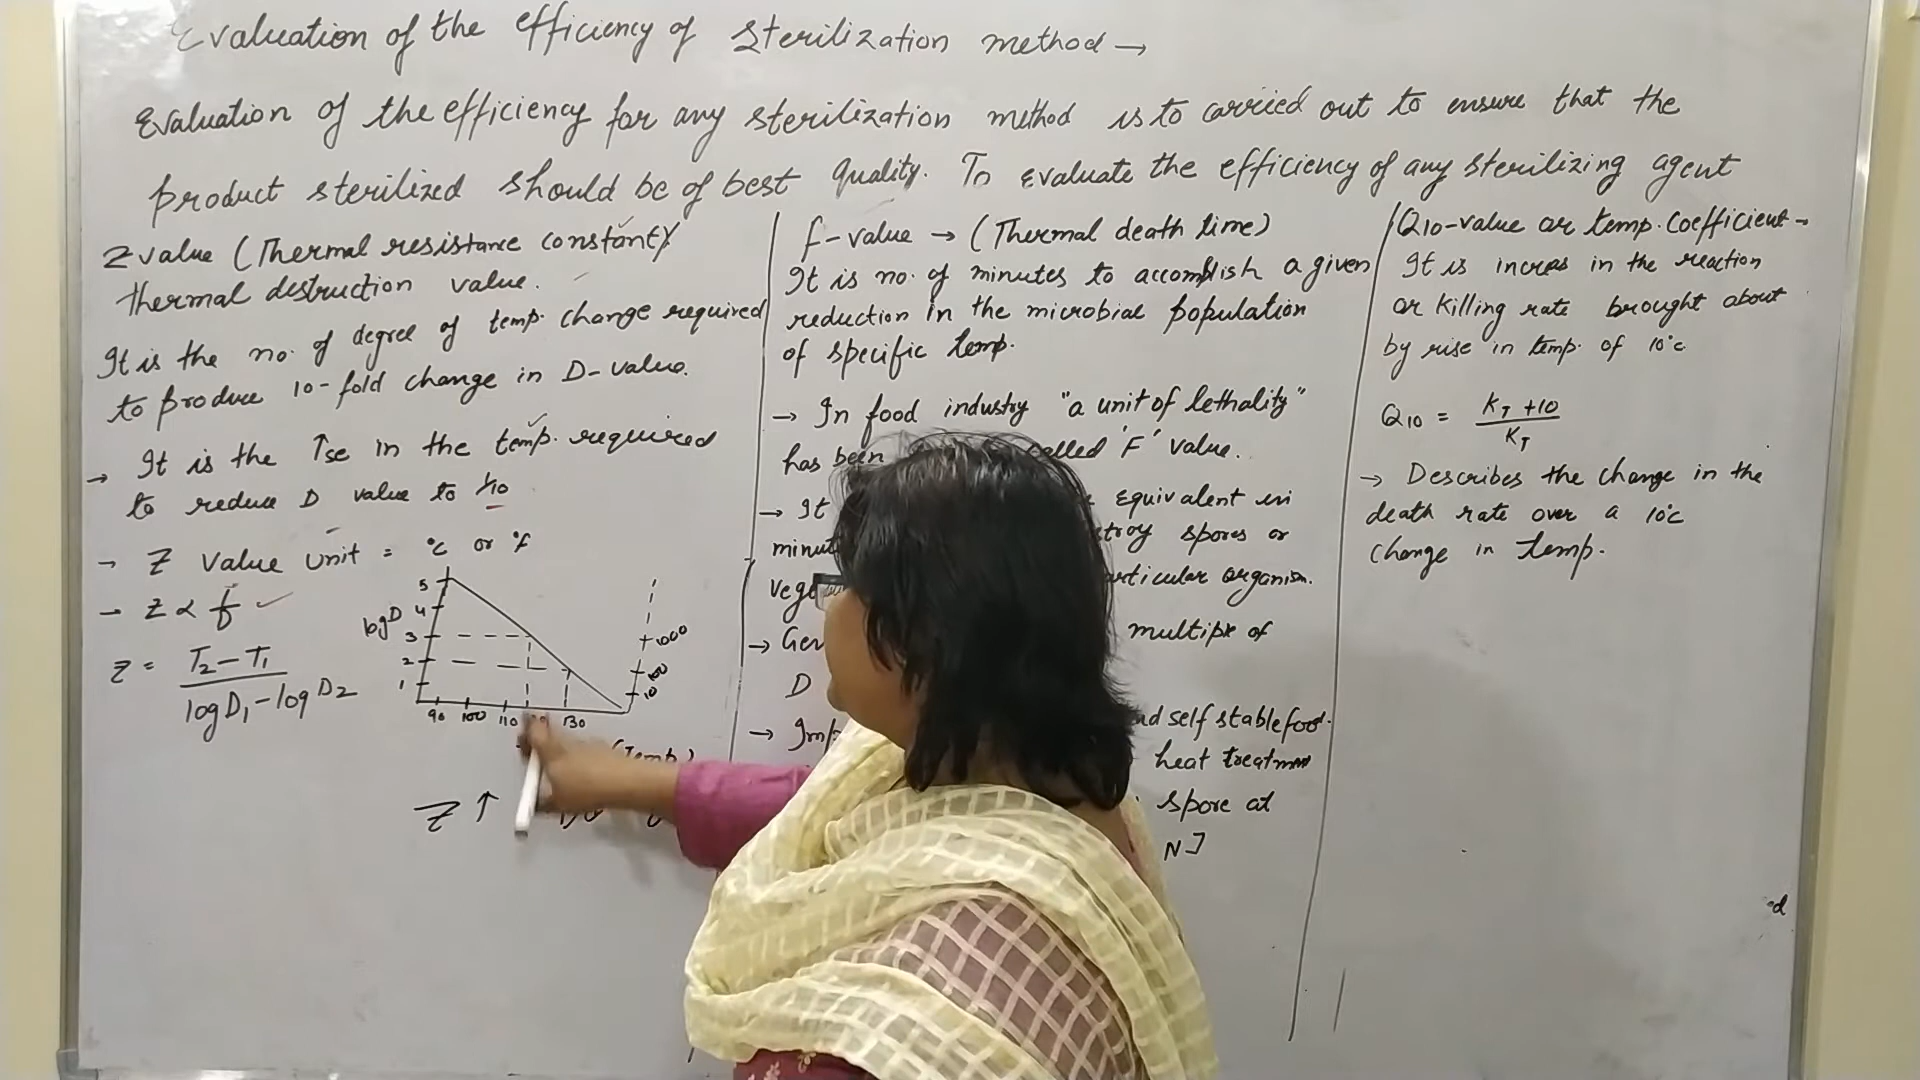 Evaluation of the efficiency of sterilization method →
Evaluation of the efficiency for any sterilization method is to carried out to ensure that the
product sterilized should be of best quality. To evaluate the efficiency of any sterilizing agent
Z value (Thermal resistance constant)
thermal destruction value.
It is the no. of degree of temp. change required
to produce 10-fold change in D-value.
→ It is the ↑se in the temp. required
to reduce D value to 1/10
→ Z value unit = °C or °F
→ Z ∝
Z = T2 - T1 / log D1 - log D2
log D
5
4
3
2
1
90 100 110 130
1000
100
10
(Temp)
Z ↑
f-value → (Thermal death time)
It is no. of minutes to accomplish a given
reduction in the microbial population
of specific temp.
→ In food industry "a unit of lethality"
has been called 'F' value.
→ It equivalent in
spores or
organism.
→ multiple of
D
→ self stable food.
heat treatmen
spore at
N]
Q10-value or temp. coefficient →
It is increas in the reaction
or killing rate brought about
by rise in temp. of 10°C
Q10 = KT +10 / KT
→ Describes the change in the
death rate over a 10°C
change in temp.